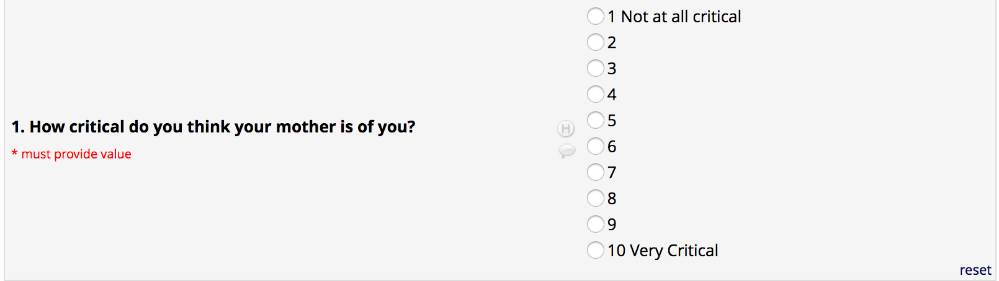 1. How critical do you think your mother is of you?
* must provide value
H
1 Not at all critical
2
3
4
5
6
7
8
9
10 Very Critical
reset